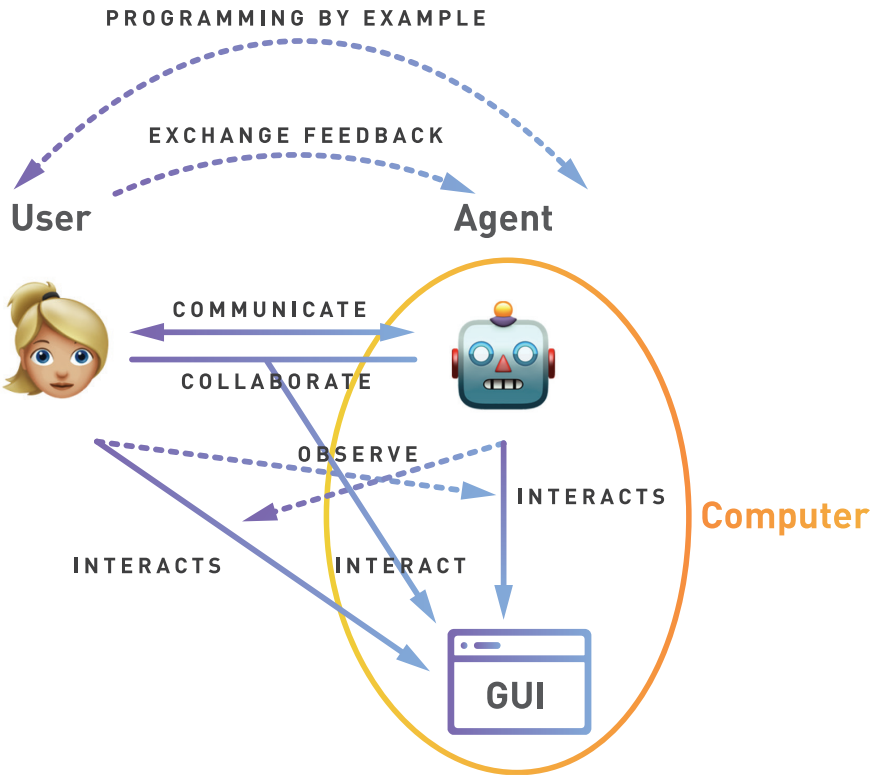 PROGRAMMING BY EXAMPLE
EXCHANGE FEEDBACK
User
Agent
COMMUNICATE
COLLABORATE
OBSERVE
INTERACTS
Computer
INTERACTS
INTERACT
GUI